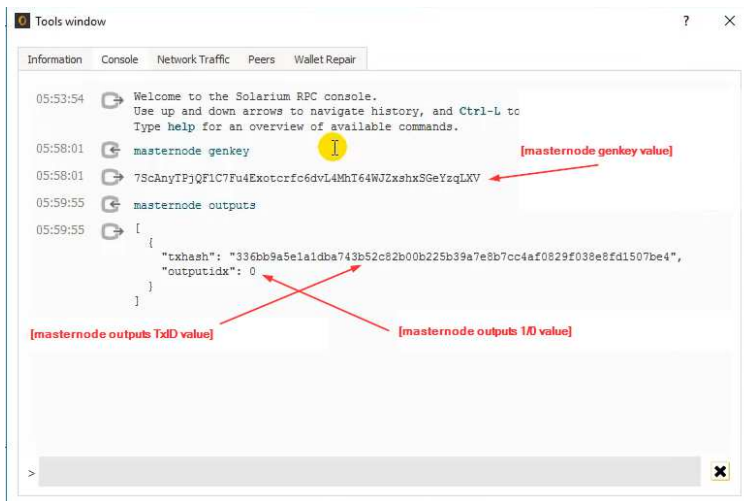 Tools window
Information Console Network Traffic Peers Wallet Repair
05:53:54 Welcome to the Solarium RPC console.
Use up and down arrows to navigate history, and Ctrl-L to
Type help for an overview of available commands.
05:58:01 masternode genkey
[masternode genkey value]
05:58:01 7ScAnyTPjQF1C7Fu4Exotcrfc6dvL4MhT64WJZxshxSGeYzqLXV
05:59:55 masternode outputs
05:59:55 [
{
"txhash": "336bb9a5e1a1dba743b52c82b00b225b39a7e8b7cc4af0829f038e8fd1507be4",
"outputidx": 0
}
]
[masternode outputs TxID value]
[masternode outputs 1/0 value]
>